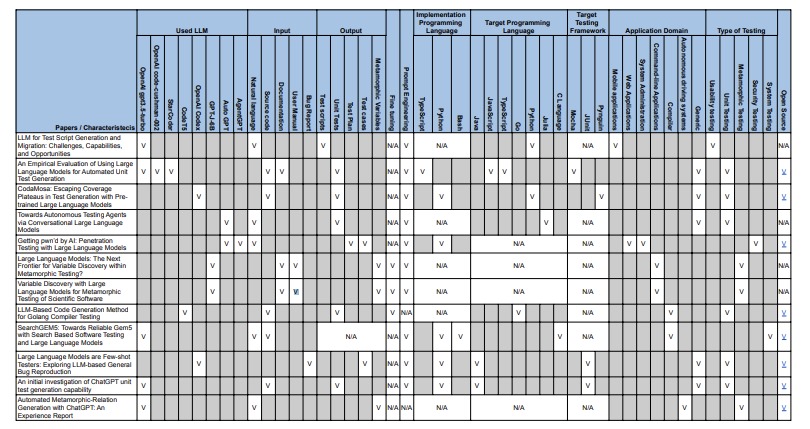 Used LLM Input Output Implementation Programming Language Target Programming Language Target Testing Framework Application Domain Type of Testing
Papers / Characteristecis OpenAI gpt3.5-turbo OpenAI code-cushman-002 StarCoder CodeT5 OpenAI Codex GPT-J-6B Auto GPT AgentGPT Natural language Source code Documentation User Manual Bug Report Test scripts Unit Test Test Plan Test cases Metamorphic Variables Fine tuning Prompt Engineering TypeScript Python Bash Java JavaScript TypeScript Go Python Julia C Language Mocha JUnit Pynguin Mobile applications Web Applications System Administration Command-line Applications Compiler Autonomous driving Systems Generic Usability testing Unit Testing Metamorphic Testing Security Testing System Testing Open Source
LLM for Test Script Generation and
Migration: Challenges, Capabilities,
and Opportunities
V V V N/A V N/A V N/A V V N/A
An Empirical Evaluation of Using Large
Language Models for Automated Unit
Test Generation
V V V V V V N/A V V V V V V V V
CodaMosa: Escaping Coverage
Plateaus in Test Generation with Pre-
trained Large Language Models
V V V N/A V V V V V V V
Towards Autonomous Testing Agents
via Conversational Large Language
Models
V V V N/A V N/A V N/A V V N/A
Getting pwn'd by AI: Penetration
Testing with Large Language Models
V V V V V N/A V V N/A N/A V V V V
Large Language Models: The Next
Frontier for Variable Discovery within
Metamorphic Testing?
V V V V N/A V N/A N/A N/A V V N/A
Variable Discovery with Large
Language Models for Metamorphic
Testing of Scientific Software
V V V V V V N/A N/A N/A V V N/A
LLM-Based Code Generation Method
for Golang Compiler Testing
V V V V N/A N/A V N/A V V N/A
SearchGEM5: Towards Reliable Gem5
with Search Based Software Testing
and Large Language Models
V V V N/A N/A V V V V N/A V V V
Large Language Models are Few-shot
Testers: Exploring LLM-based General
Bug Reproduction
V V V N/A V V V V V V V
An initial investigation of ChatGPT unit
test generation capability
V V V N/A V V V V V V V
Automated Metamorphic-Relation
Generation with ChatGPT: An
Experience Report
V V V N/A N/A N/A N/A N/A V V V